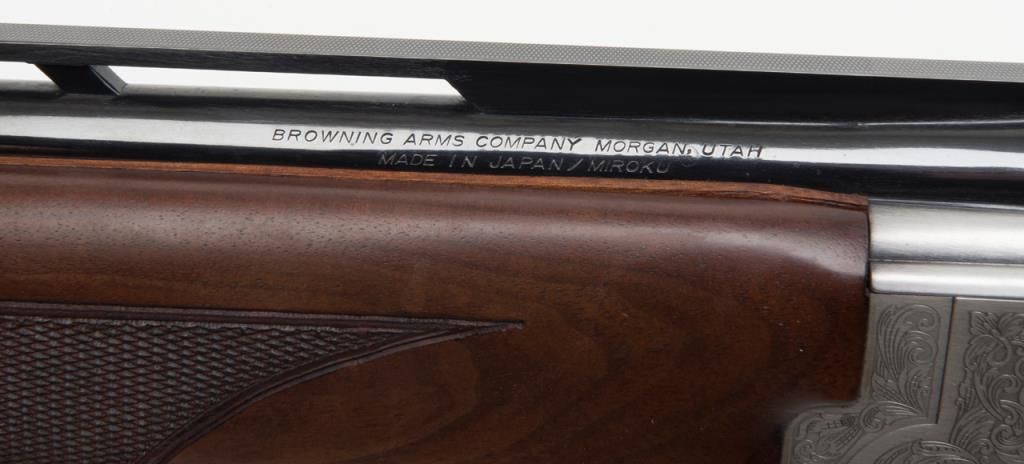 BROWNING ARMS COMPANY MORGAN, UTAH
MADE IN JAPAN/MIROKU